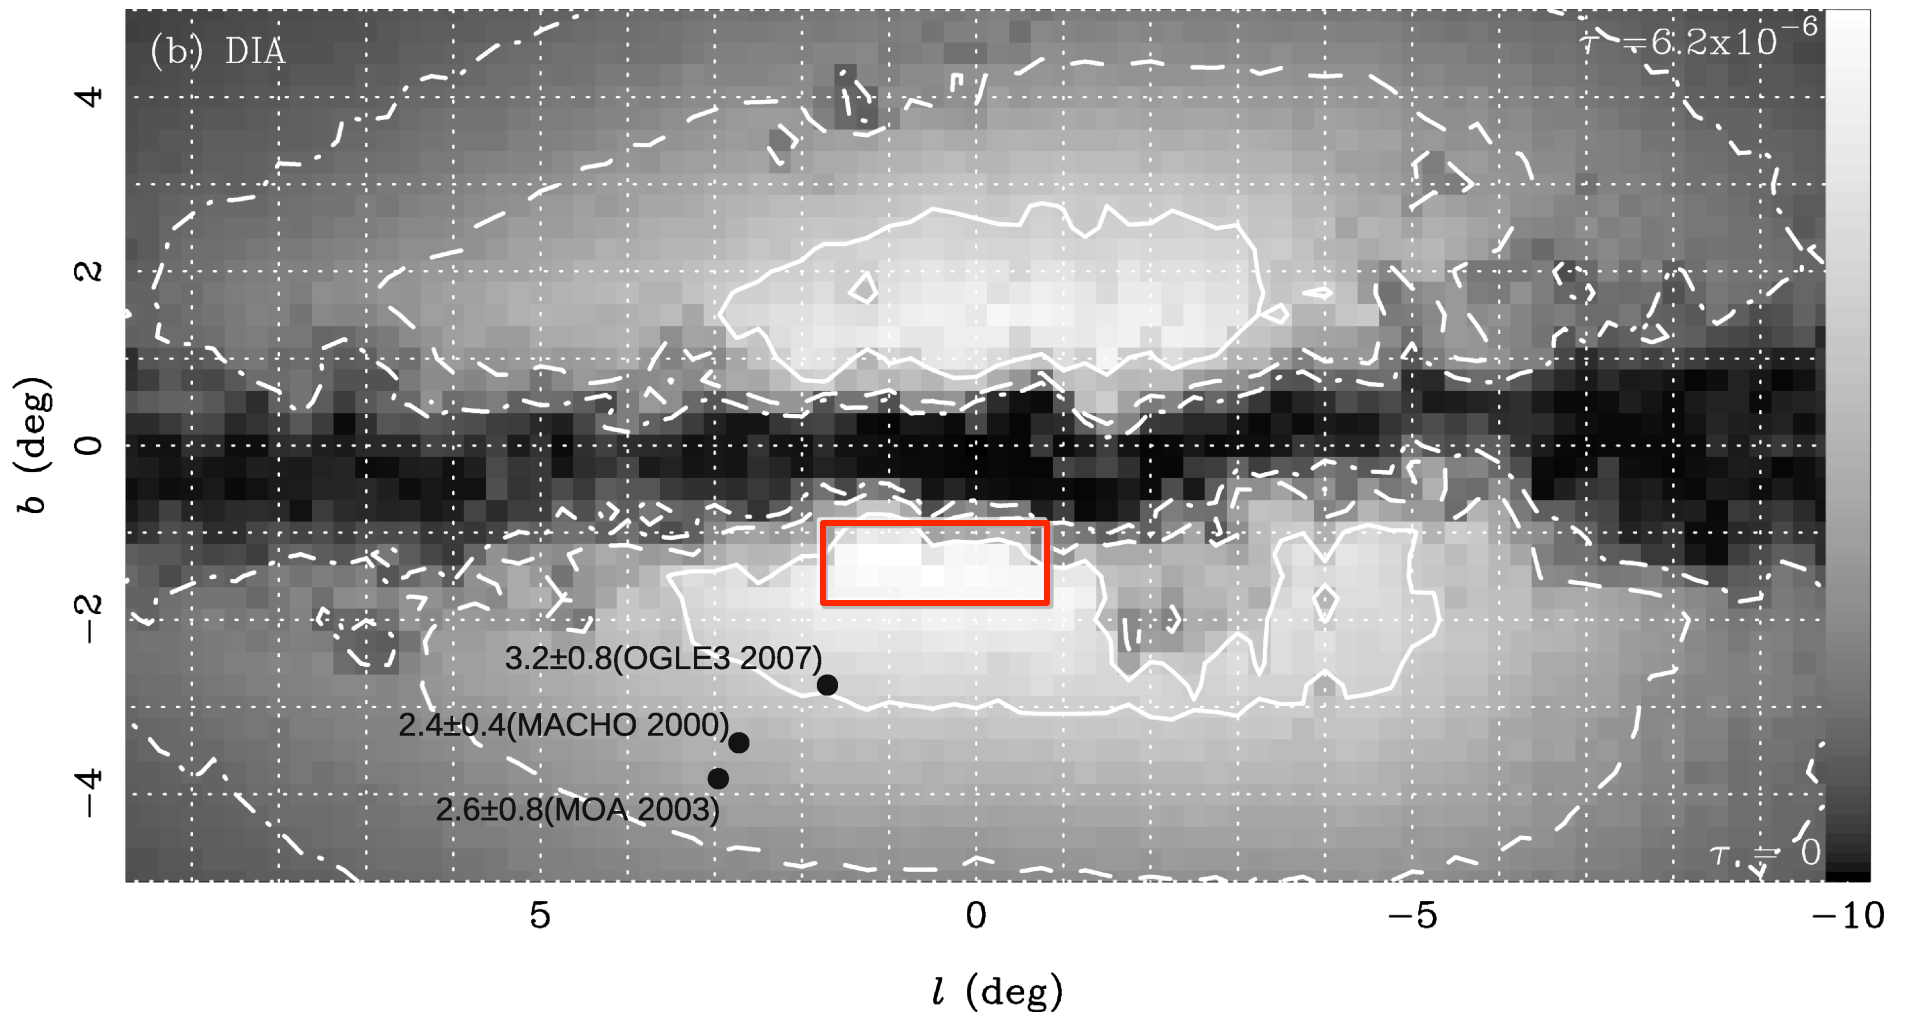 (b) DIA
τ =6.2x10⁻⁶
4
2
0
−2
−4
b (deg)
3.2±0.8(OGLE3 2007)
2.4±0.4(MACHO 2000)
2.6±0.8(MOA 2003)
τ = 0
5
0
−5
−10
l (deg)